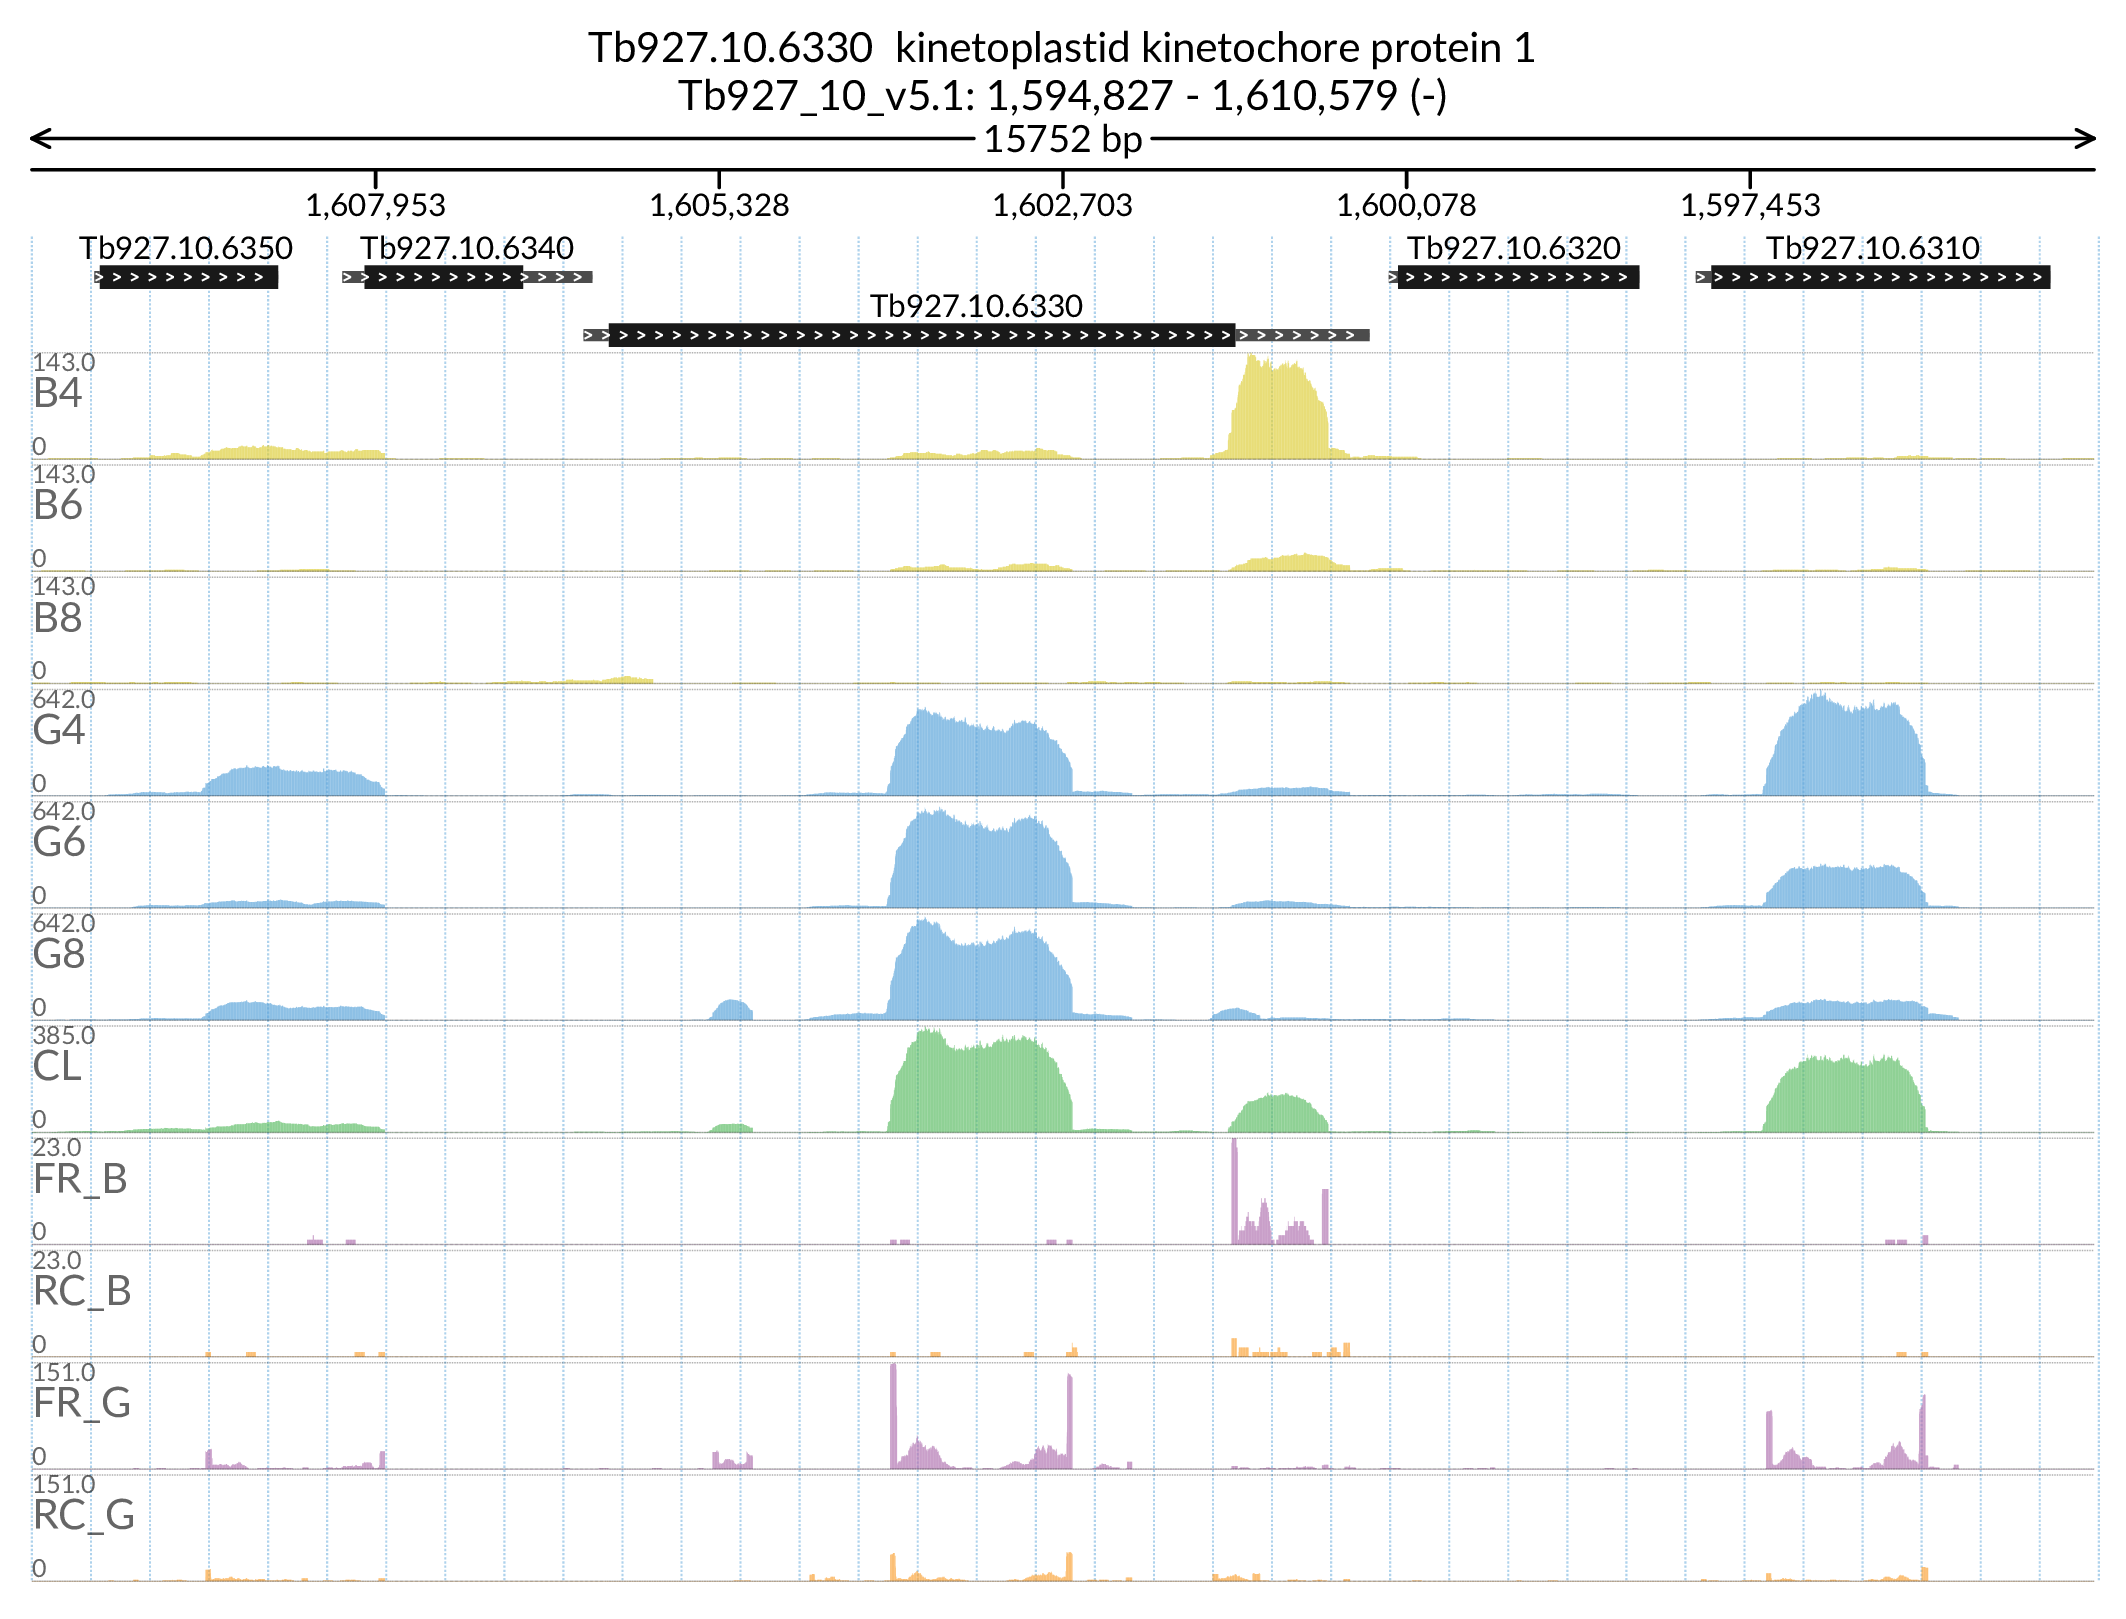 Tb927.10.6330 kinetoplastid kinetochore protein 1
Tb927_10_v5.1: 1,594,827 - 1,610,579 (-)
15752 bp
1,607,953 1,605,328 1,602,703 1,600,078 1,597,453
Tb927.10.6350 Tb927.10.6340 Tb927.10.6320 Tb927.10.6310
Tb927.10.6330
143.0
B4
0
143.0
B6
0
143.0
B8
0
642.0
G4
0
642.0
G6
0
642.0
G8
0
385.0
CL
0
23.0
FR_B
0
23.0
RC_B
0
151.0
FR_G
0
151.0
RC_G
0